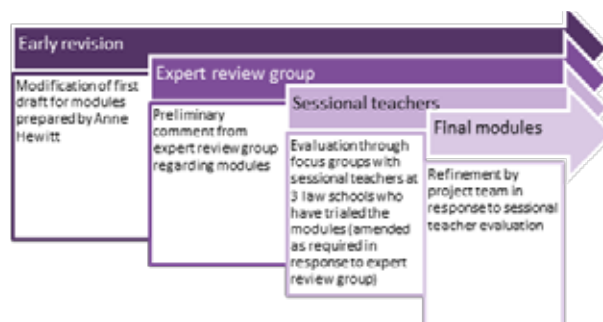 Early revision
Modification of first
draft for modules
prepared by Anne
Hewitt
Expert review group
Preliminary
comment from
expert review group
regarding modules
Sessional teachers
Evaluation through
focus groups with
sessional teachers at
3 law schools who
have trialed the
modules (amended
as required in
response to expert
review group)
Final modules
Refinement by
project team in
response to sessional
teacher evaluation